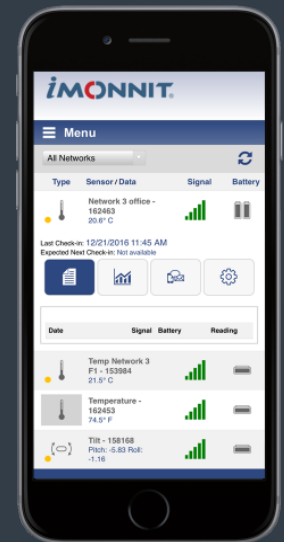 iMONNIT.
Menu
All Networks
Type Sensor / Data Signal Battery
Network 3 office -
162463
20.6° C
Last Check-in: 12/21/2016 11:45 AM
Expected Next Check-in: Not available
Date Signal Battery Reading
Temp Network 3
F1 - 153984
21.5° C
Temperature -
162453
74.5° F
Tilt - 158168
Pitch: -5.83 Roll:
-1.16